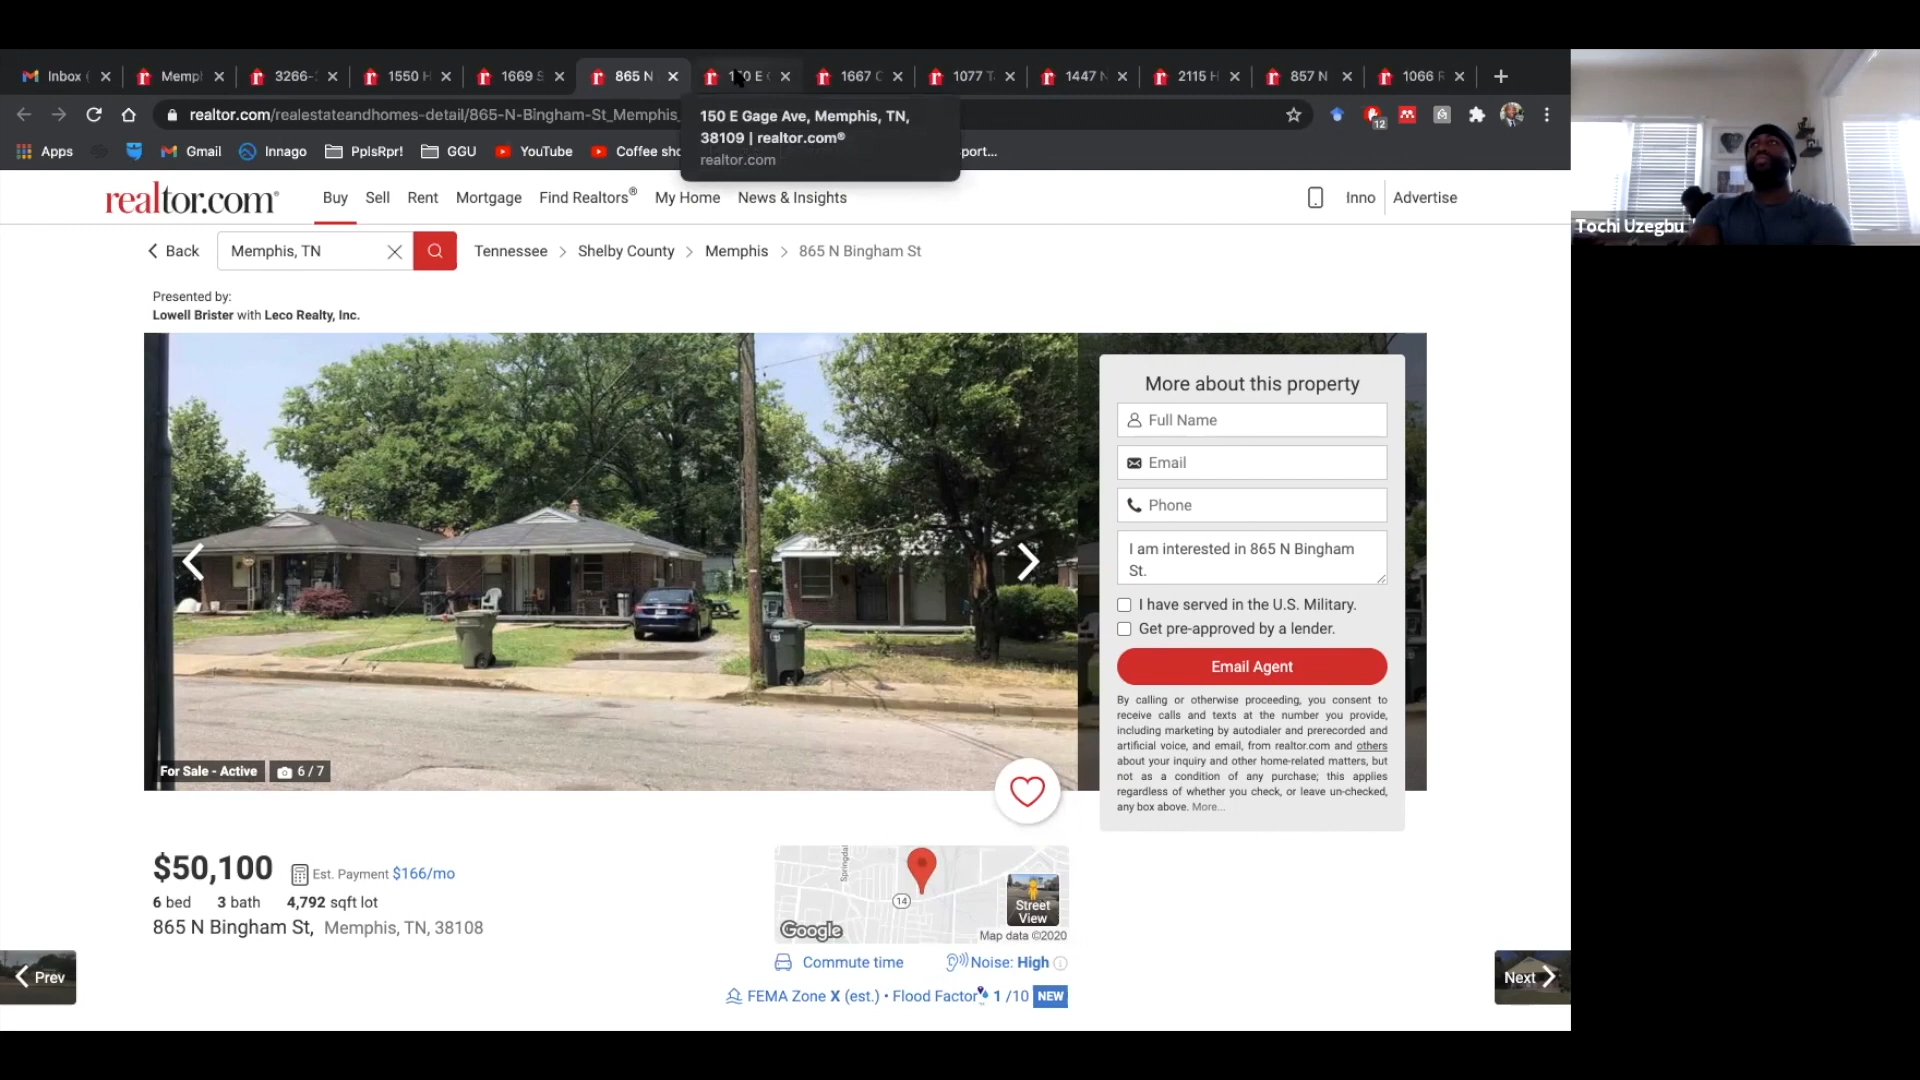 Inbox
Memp
3266-
1550 H
1669 S
865 N
1667
1077
1447 N
2115 H
857 N
1066
realtor.com/realestateandhomes-detail/865-N-Bingham-St_Memphis_
150 E Gage Ave, Memphis, TN,
38109 | realtor.com®
realtor.com
12
Apps
Gmail
Innago
PplsRpr!
GGU
YouTube
Coffee sho
port...
realtor.com®
Buy
Sell
Rent
Mortgage
Find Realtors®
My Home
News & Insights
Inno
Advertise
Tochi Uzegbu
Back
Memphis, TN
Tennessee > Shelby County > Memphis > 865 N Bingham St
Presented by:
Lowell Brister with Leco Realty, Inc.
More about this property
Full Name
Email
Phone
I am interested in 865 N Bingham
St.
I have served in the U.S. Military.
Get pre-approved by a lender.
Email Agent
By calling or otherwise proceeding, you consent to
receive calls and texts at the number you provide,
including marketing by autodialer and prerecorded and
artificial voice, and email, from realtor.com and others
about your inquiry and other home-related matters, but
not as a condition of any purchase; this applies
regardless of whether you check, or leave un-checked,
any box above. More...
For Sale - Active
6 / 7
$50,100
Est. Payment $166/mo
6 bed 3 bath 4,792 sqft lot
865 N Bingham St, Memphis, TN, 38108
Springdal
14
Street
View
Google
Map data ©2020
Commute time
Noise: High
FEMA Zone X (est.) • Flood Factor 1 /10 NEW
Prev
Next